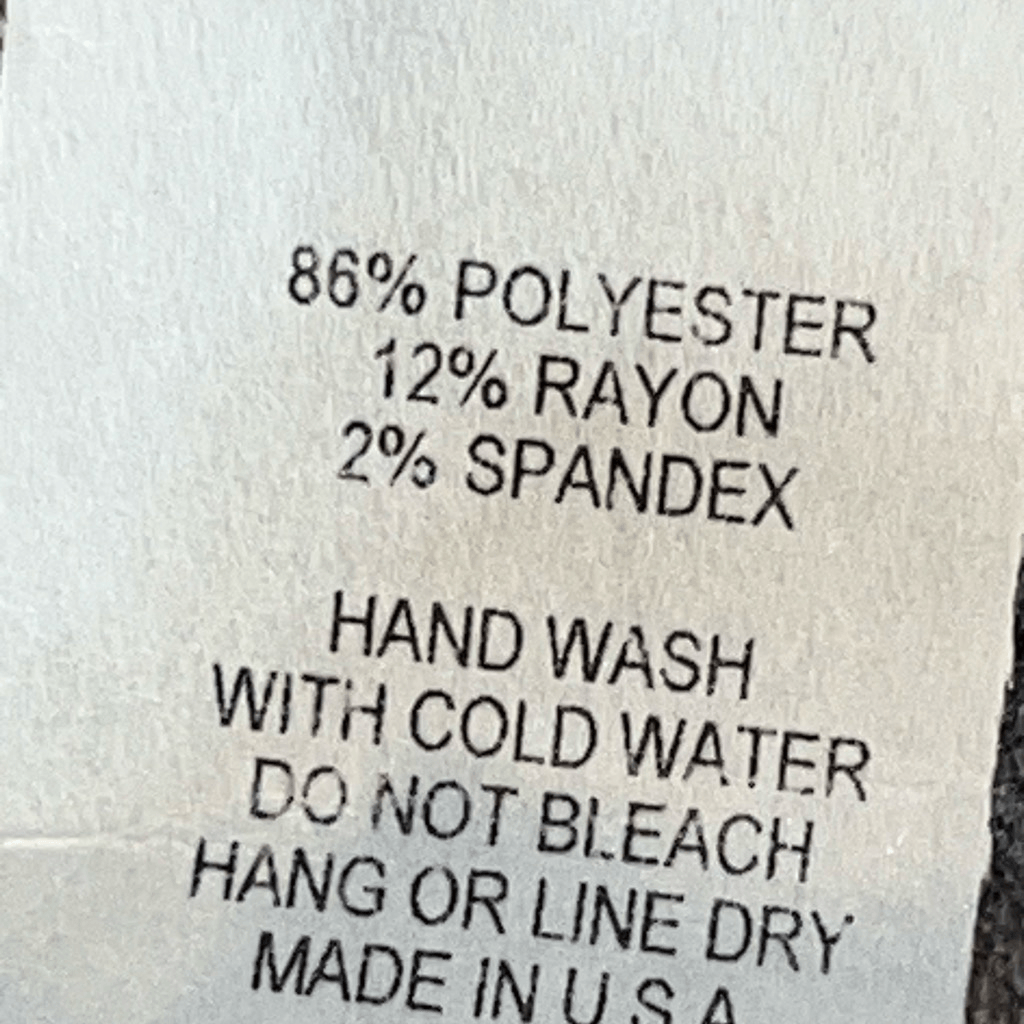 86% POLYESTER
12% RAYON
2% SPANDEX
HAND WASH
WITH COLD WATER
DO NOT BLEACH
HANG OR LINE DRY
MADE IN U S A